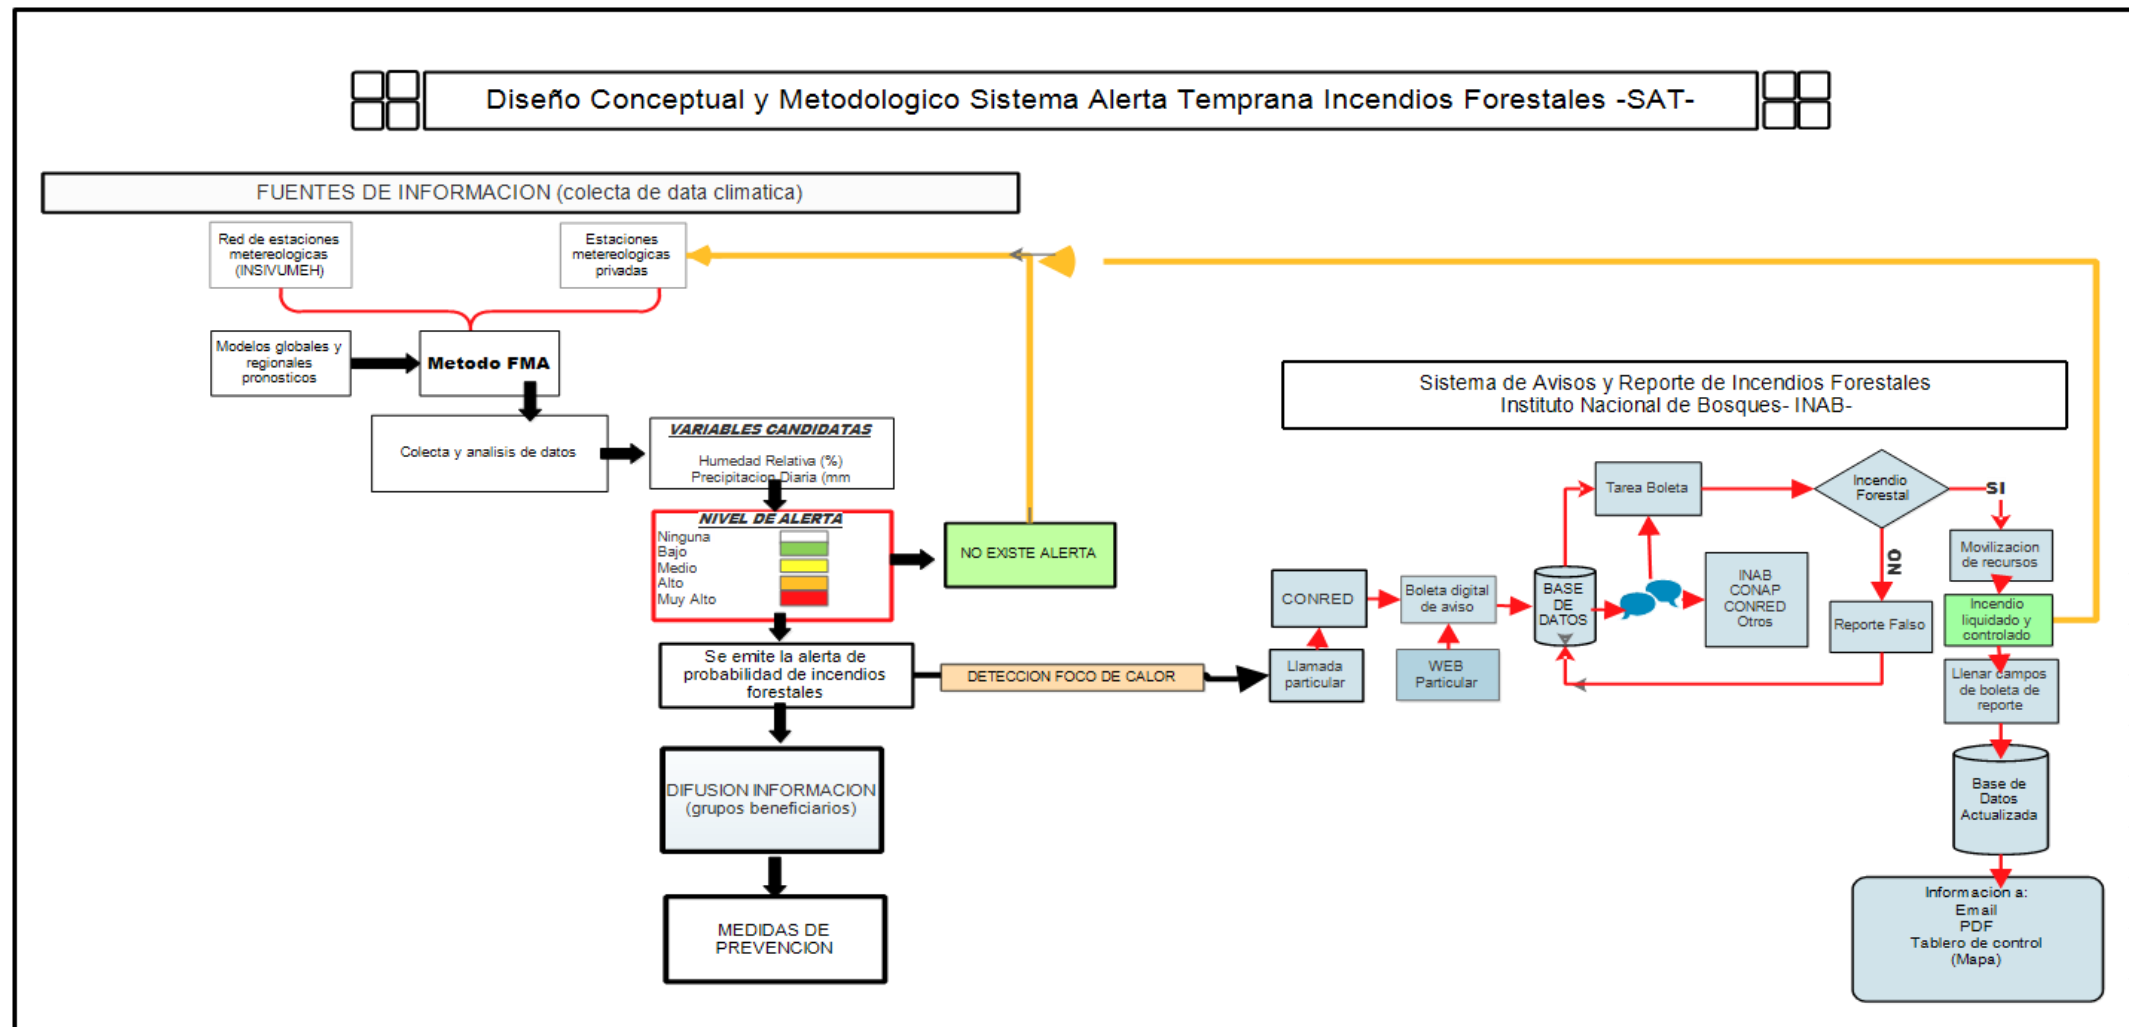 Diseño Conceptual y Metodologico Sistema Alerta Temprana Incendios Forestales -SAT-
FUENTES DE INFORMACION (colecta de data climatica)
Red de estaciones
metereologicas
(INSIVUMEH)
Estaciones
metereologicas
privadas
Modelos globales y
regionales
pronosticos
Metodo FMA
Colecta y analisis de datos
VARIABLES CANDIDATAS
Humedad Relativa (%)
Precipitacion Diaria (mm
NIVEL DE ALERTA
Ninguna
Bajo
Medio
Alto
Muy Alto
NO EXISTE ALERTA
Se emite la alerta de
probabilidad de incendios
forestales
DETECCION FOCO DE CALOR
DIFUSION INFORMACION
(grupos beneficiarios)
MEDIDAS DE
PREVENCION
Sistema de Avisos y Reporte de Incendios Forestales
Instituto Nacional de Bosques- INAB-
CONRED
Llamada
particular
Boleta digital
de aviso
WEB
Particular
BASE
DE
DATOS
Tarea Boleta
INAB
CONAP
CONRED
Otros
Incendio
Forestal
SI
NO
Reporte Falso
Movilizacion
de recursos
Incendio
liquidado y
controlado
Llenar campos
de boleta de
reporte
Base de
Datos
Actualizada
Informacion a:
Email
PDF
Tablero de control
(Mapa)